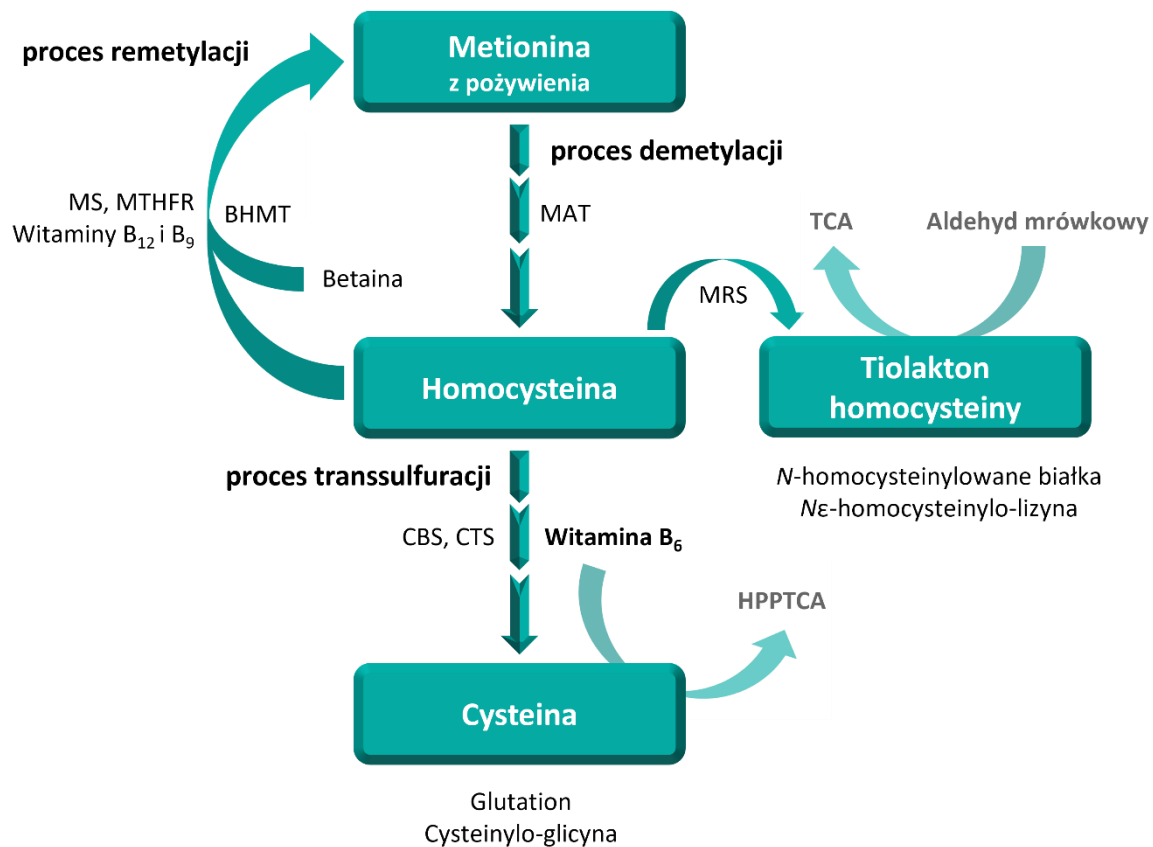 proces remetylacji
Metionina
z pożywienia
proces demetylacji
MS, MTHFR
Witaminy B₁₂ i B₉
BHMT
MAT
Betaina
TCA
Aldehyd mrówkowy
MRS
Homocysteina
Tiolakton
homocysteiny
proces transsulfuracji
N-homocysteinylowane białka
Nε-homocysteinylo-lizyna
CBS, CTS
Witamina B₆
HPPTCA
Cysteina
Glutation
Cysteinylo-glicyna